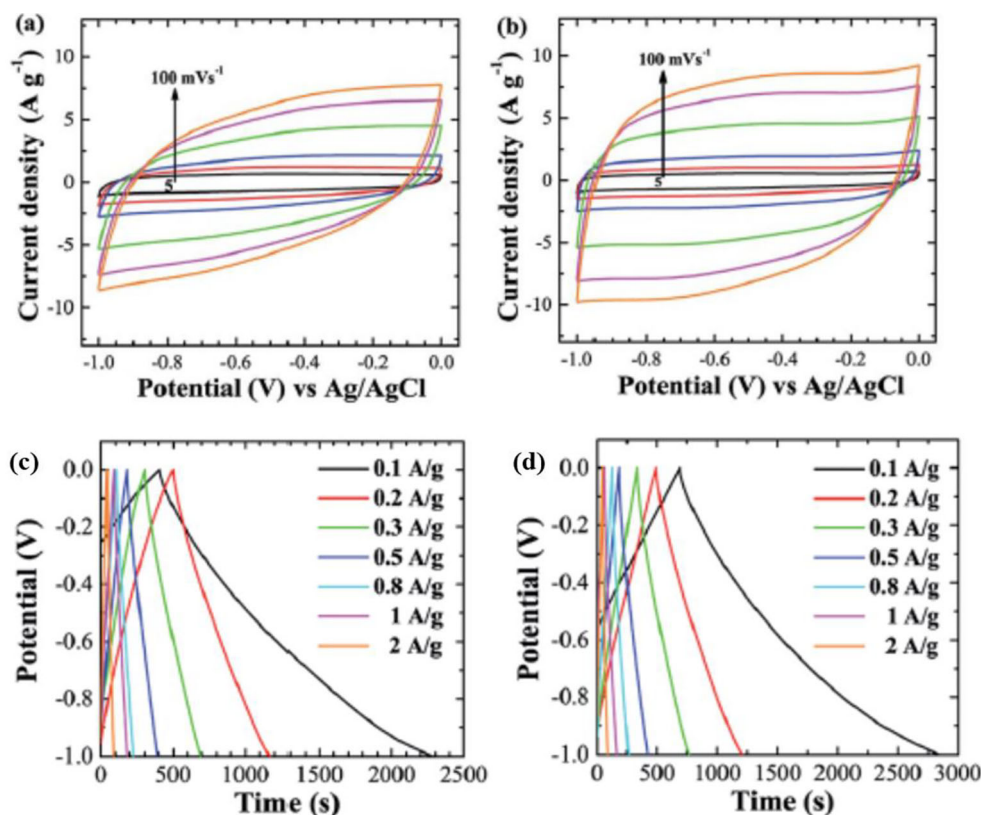 (a)
100 mVs-1
5
10
5
0
-5
-10
Current density (A g-1)
-1.0 -0.8 -0.6 -0.4 -0.2 0.0
Potential (V) vs Ag/AgCl
(b)
100 mVs-1
5
10
5
0
-5
-10
Current density (A g-1)
-1.0 -0.8 -0.6 -0.4 -0.2 0.0
Potential (V) vs Ag/AgCl
(c)
0.1 A/g
0.2 A/g
0.3 A/g
0.5 A/g
0.8 A/g
1 A/g
2 A/g
0.0
-0.2
-0.4
-0.6
-0.8
-1.0
Potential (V)
0 500 1000 1500 2000 2500
Time (s)
(d)
0.1 A/g
0.2 A/g
0.3 A/g
0.5 A/g
0.8 A/g
1 A/g
2 A/g
0.0
-0.2
-0.4
-0.6
-0.8
-1.0
Potential (V)
0 500 1000 1500 2000 2500 3000
Time (s)